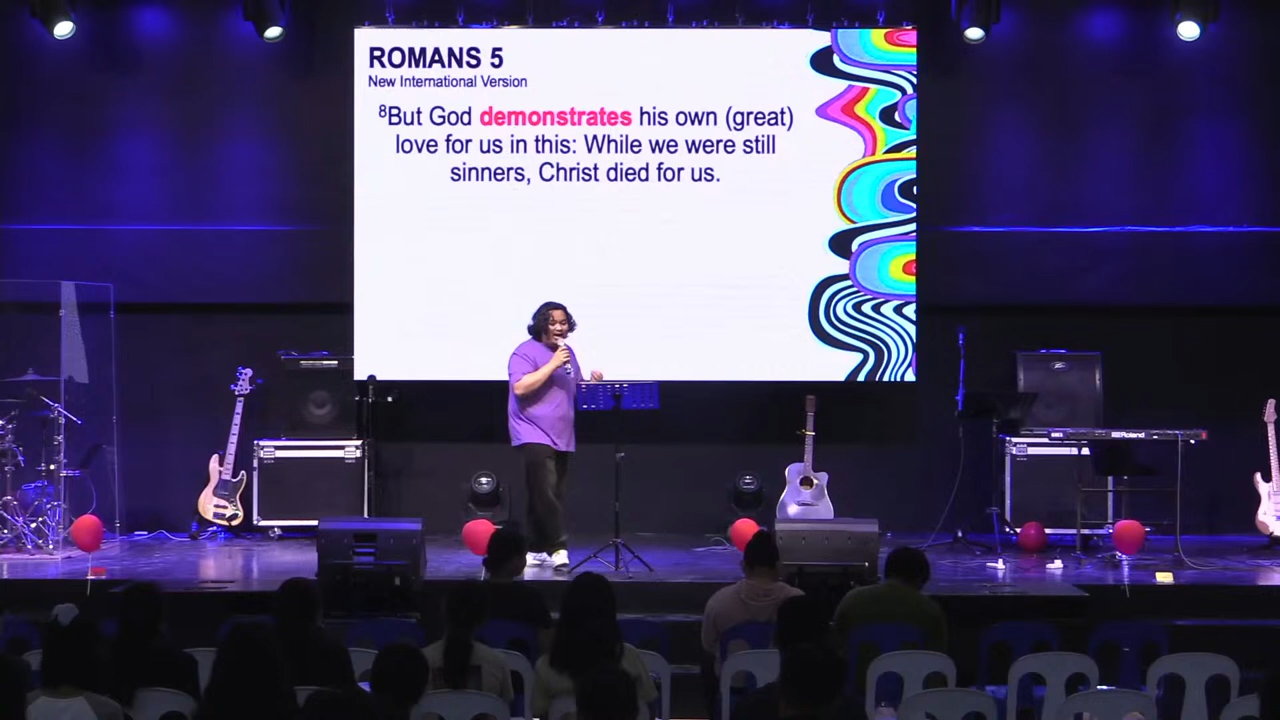 ROMANS 5
New International Version
⁸But God demonstrates his own (great)
love for us in this: While we were still
sinners, Christ died for us.
Roland